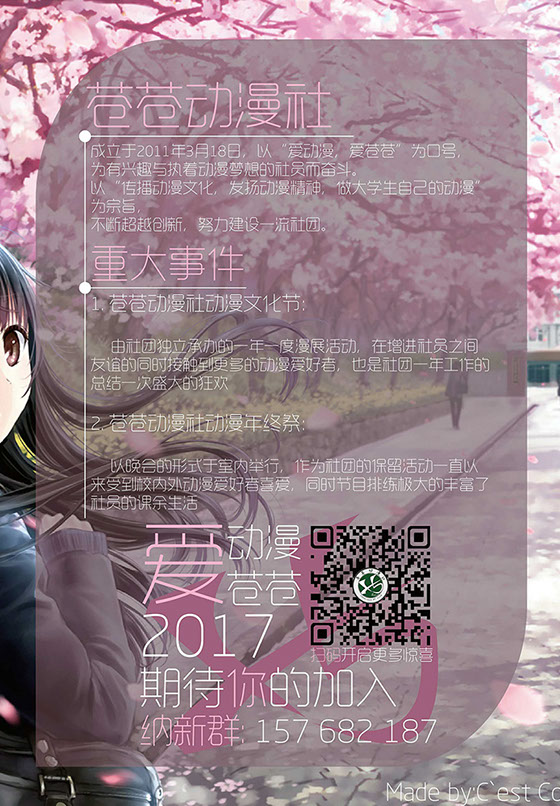 苍苍动漫社
成立于2011年3月18日，以“爱动漫，爱苍苍”为口号，
为有兴趣与执着动漫梦想的社员而奋斗。
以“传播动漫文化，发扬动漫精神，做大学生自己的动漫”
为宗旨，
不断超越创新，努力建设一流社团。
重大事件
1. 苍苍动漫社动漫文化节：
由社团独立承办的一年一度漫展活动，在增进社员之间
友谊的同时接触到更多的动漫爱好者，也是社团一年工作的
总结一次盛大的狂欢
2. 苍苍动漫社动漫年终祭：
以晚会的形式于室内举行，作为社团的保留活动一直以
来受到校内外动漫爱好者喜爱，同时节目排练极大的丰富了
社员的课余生活
爱动漫
苍苍
2017
扫码开启更多惊喜
期待你的加入
纳新群: 157 682 187
Made by:C`est